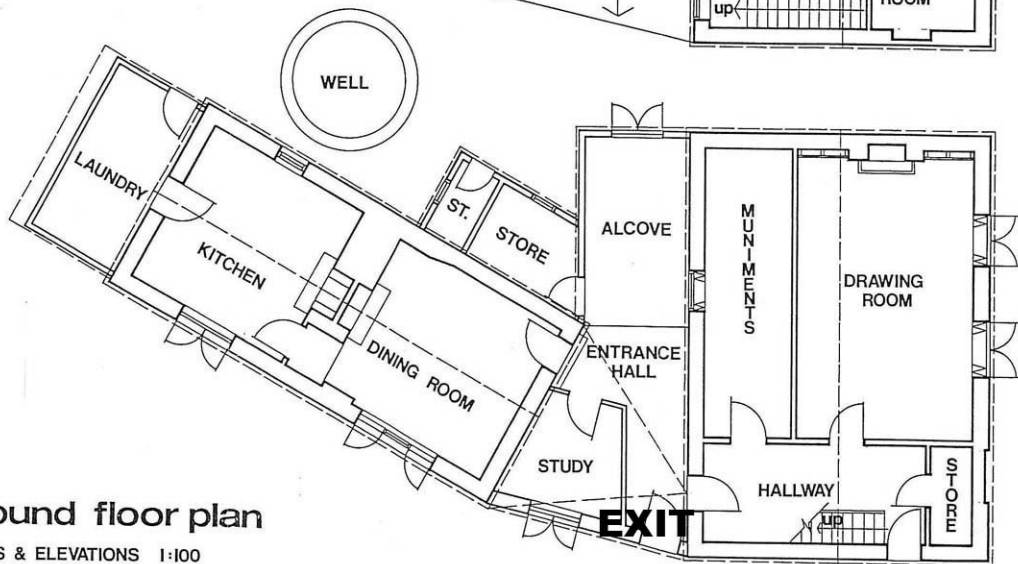 up
ROOM
WELL
LAUNDRY
KITCHEN
ST.
STORE
ALCOVE
MUNIMENTS
DRAWING
ROOM
DINING ROOM
ENTRANCE
HALL
STUDY
HALLWAY
STORE
up
EXIT
ound floor plan
S & ELEVATIONS 1:100